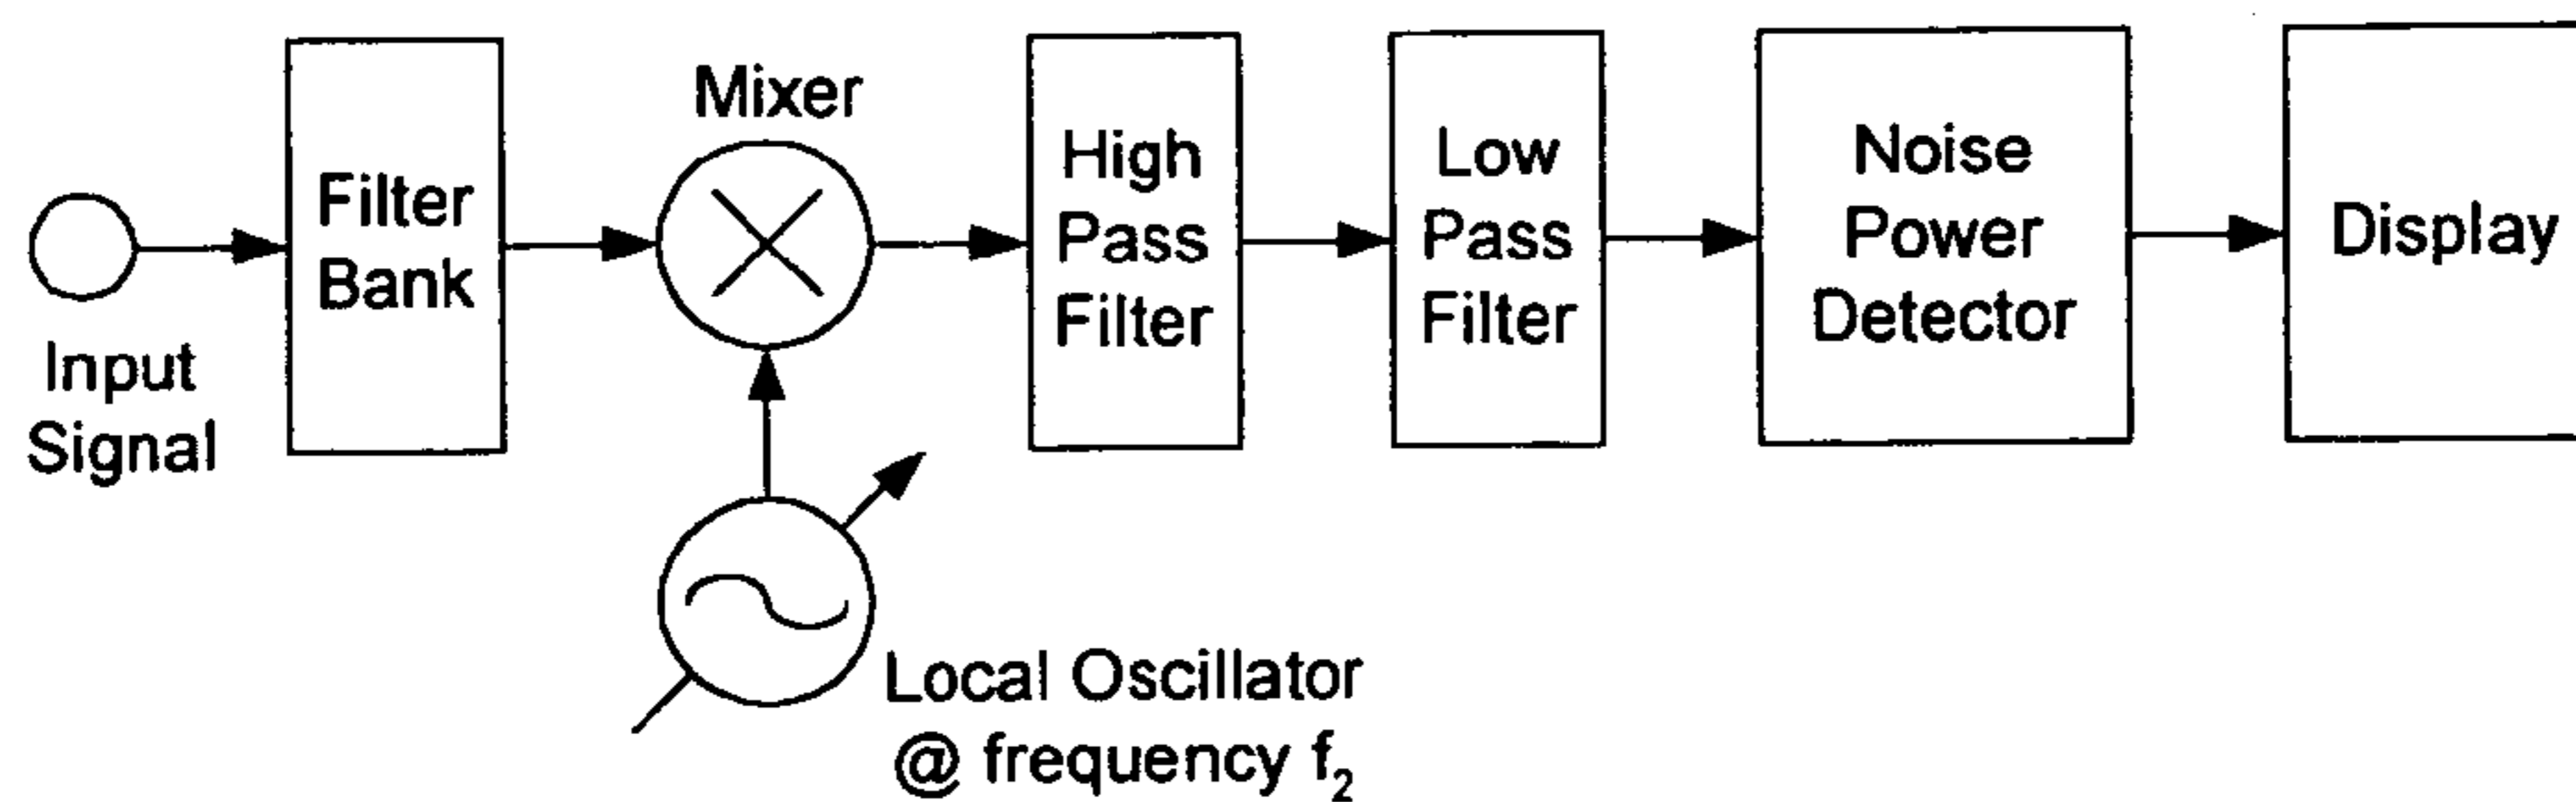 Input
Signal
Filter
Bank
Mixer
Local Oscillator
@ frequency f₂
High
Pass
Filter
Low
Pass
Filter
Noise
Power
Detector
Display